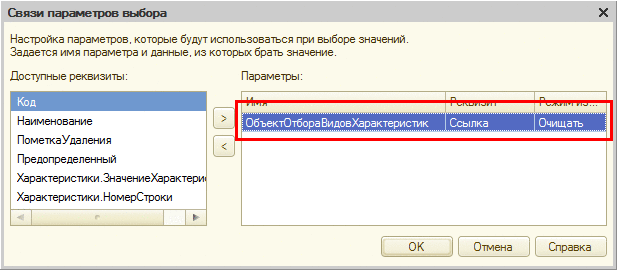 Связи параметров выбора
Настройка параметров, которые будут использоваться при выборе значений.
Задается имя параметра и данные, из которых брать значение.
Доступные реквизиты:
Код
Наименование
ПометкаУдаления
Предопределенный
Характеристики.ЗначениеХарактери
Характеристики.НомерСтроки
>
<
Параметры:
Имя Реквизит Режим из...
ОбъектОтбораВидовХарактеристик Ссылка Очищать
OK Отмена Справка